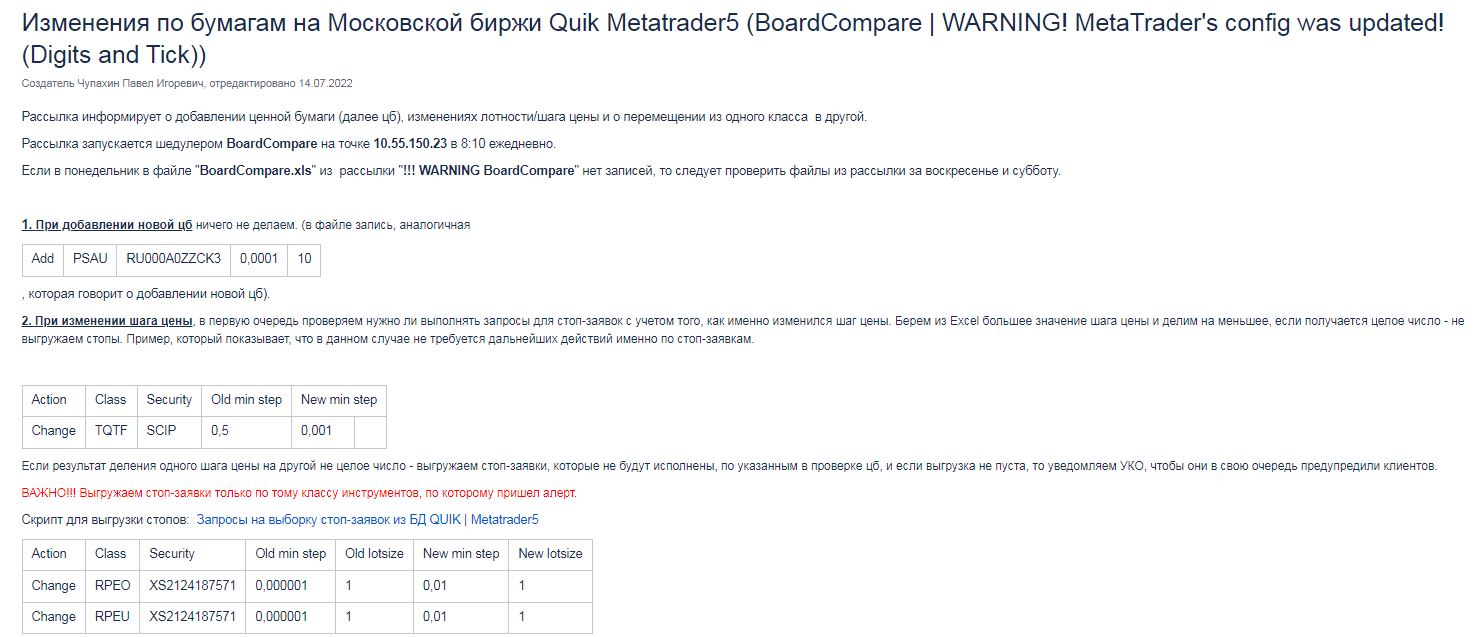 Изменения по бумагам на Московской биржи Quik Metatrader5 (BoardCompare | WARNING! MetaTrader's config was updated!
(Digits and Tick))
Создатель Чупахин Павел Игоревич, отредактировано 14.07.2022
Рассылка информирует о добавлении ценной бумаги (далее цб), изменениях лотности/шага цены и о перемещении из одного класса в другой.
Рассылка запускается шедулером BoardCompare на точке 10.55.150.23 в 8:10 ежедневно.
Если в понедельник в файле "BoardCompare.xls" из рассылки "!!! WARNING BoardCompare" нет записей, то следует проверить файлы из рассылки за воскресенье и субботу.
1. При добавлении новой цб ничего не делаем. (в файле запись, аналогичная
Add PSAU RU000A0ZZCK3 0,0001 10
, которая говорит о добавлении новой цб).
2. При изменении шага цены, в первую очередь проверяем нужно ли выполнять запросы для стоп-заявок с учетом того, как именно изменился шаг цены. Берем из Excel большее значение шага цены и делим на меньшее, если получается целое число - не
выгружаем стопы. Пример, который показывает, что в данном случае не требуется дальнейших действий именно по стоп-заявкам.
Action Class Security Old min step New min step
Change TQTF SCIP 0,5 0,001
Если результат деления одного шага цены на другой не целое число - выгружаем стоп-заявки, которые не будут исполнены, по указанным в проверке цб, и если выгрузка не пуста, то уведомляем УКО, чтобы они в свою очередь предупредили клиентов.
ВАЖНО!!! Выгружаем стоп-заявки только по тому классу инструментов, по которому пришел алерт.
Скрипт для выгрузки стопов: Запросы на выборку стоп-заявок из БД QUIK | Metatrader5
Action Class Security Old min step Old lotsize New min step New lotsize
Change RPEO XS2124187571 0,000001 1 0,01 1
Change RPEU XS2124187571 0,000001 1 0,01 1